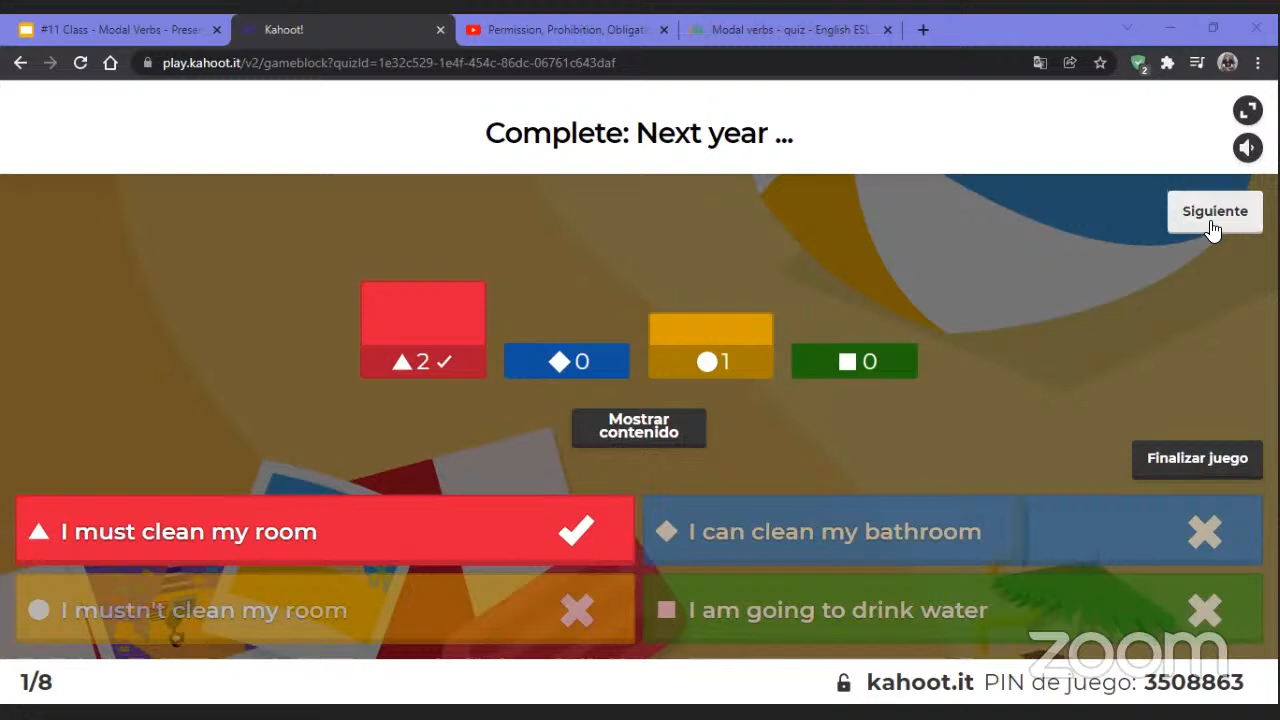 #11 Class - Modal Verbs - Presen
Kahoot!
Permission, Prohibition, Obligati
Modal verbs - quiz - English ESL
play.kahoot.it/v2/gameblock?quizId=1e32c529-1e4f-454c-86dc-06761c643daf
2
Complete: Next year ...
Siguiente
2
0
1
0
Mostrar
contenido
Finalizar juego
I must clean my room
I can clean my bathroom
I mustn't clean my room
I am going to drink water
zoom
1/8
kahoot.it PIN de juego: 3508863